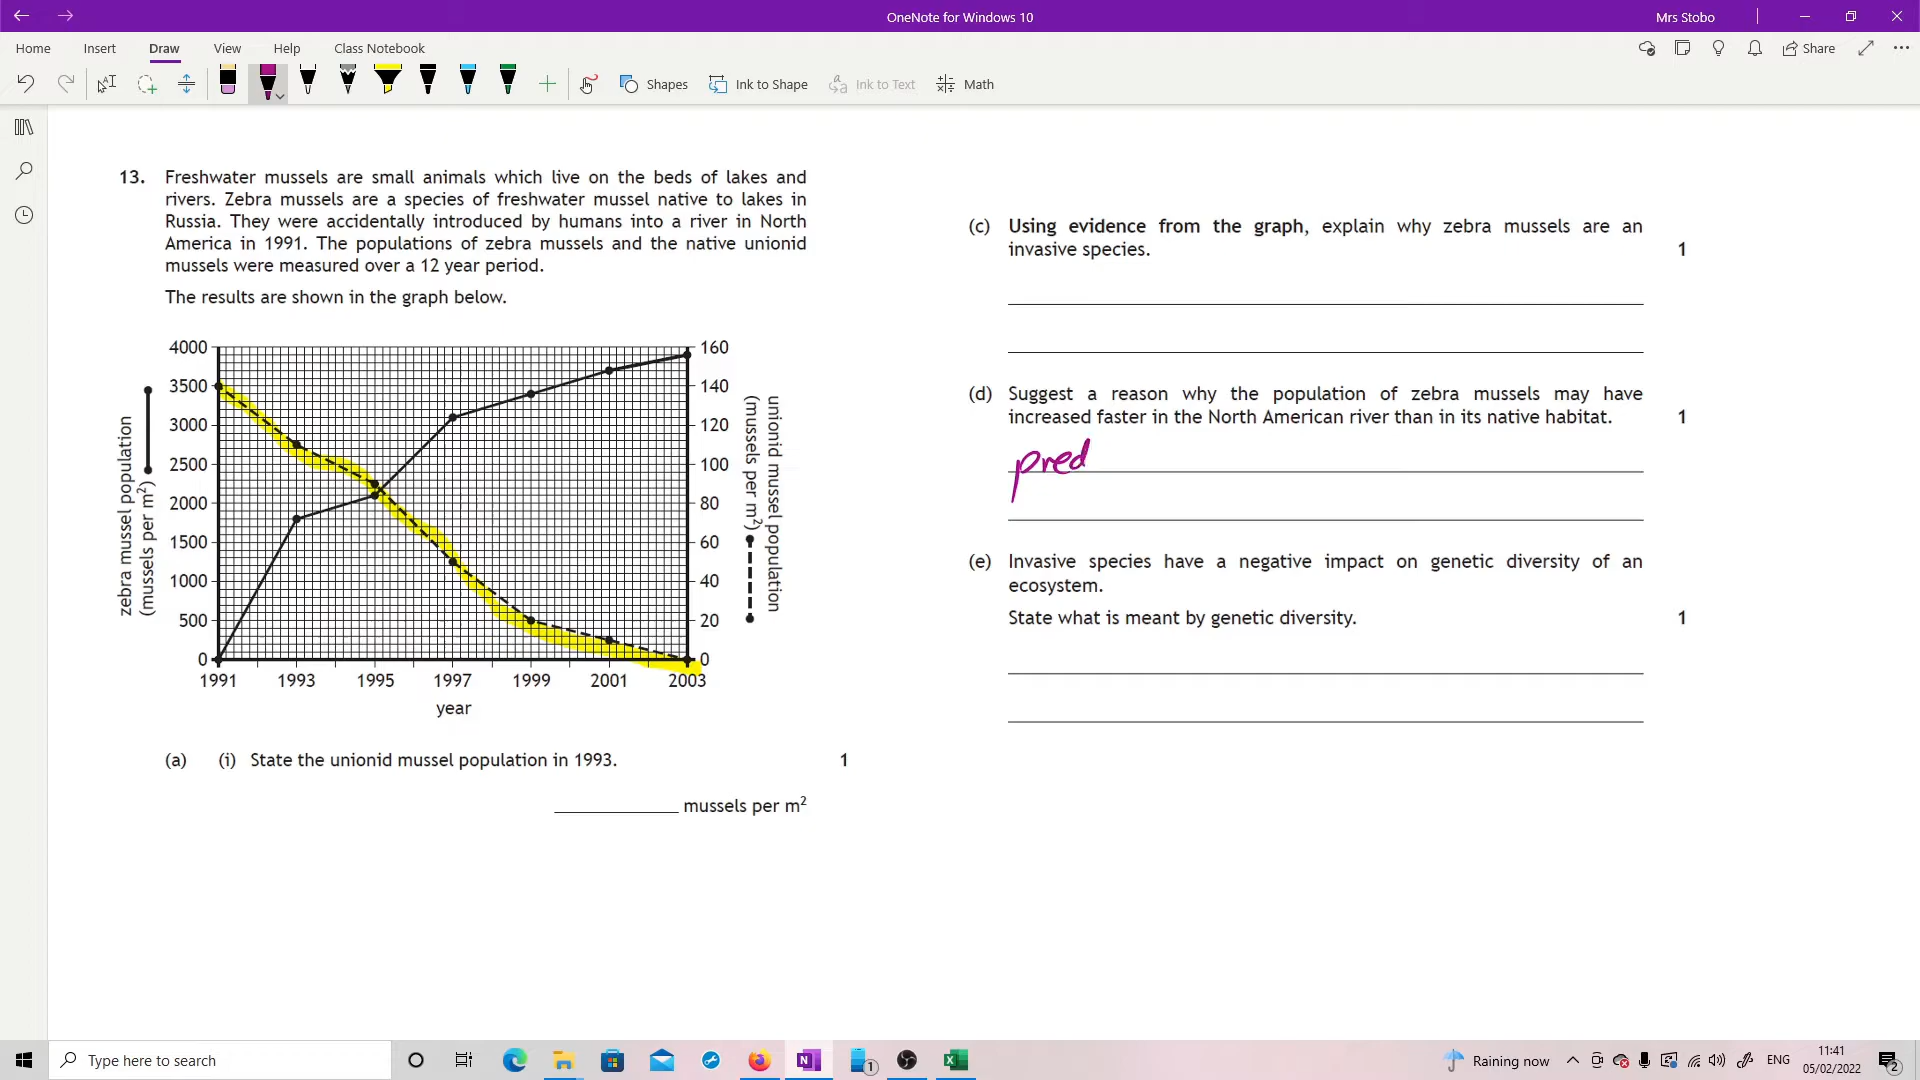 OneNote for Windows 10
Mrs Stobo
Home Insert Draw View Help Class Notebook
Share
Shapes
Ink to Shape
Ink to Text
Math
13. Freshwater mussels are small animals which live on the beds of lakes and
rivers. Zebra mussels are a species of freshwater mussel native to lakes in
Russia. They were accidentally introduced by humans into a river in North
America in 1991. The populations of zebra mussels and the native unionid
mussels were measured over a 12 year period.
The results are shown in the graph below.
zebra mussel population
(mussels per m²)
4000
3500
3000
2500
2000
1500
1000
500
0
160
140
120
100
80
60
40
20
0
unionid mussel population
(mussels per m²)
1991 1993 1995 1997 1999 2001 2003
year
(a) (i) State the unionid mussel population in 1993. 1
mussels per m²
(c) Using evidence from the graph, explain why zebra mussels are an
invasive species. 1
(d) Suggest a reason why the population of zebra mussels may have
increased faster in the North American river than in its native habitat. 1
pred
(e) Invasive species have a negative impact on genetic diversity of an
ecosystem.
State what is meant by genetic diversity. 1
Type here to search
1
Raining now
ENG
11:41
05/02/2022
2